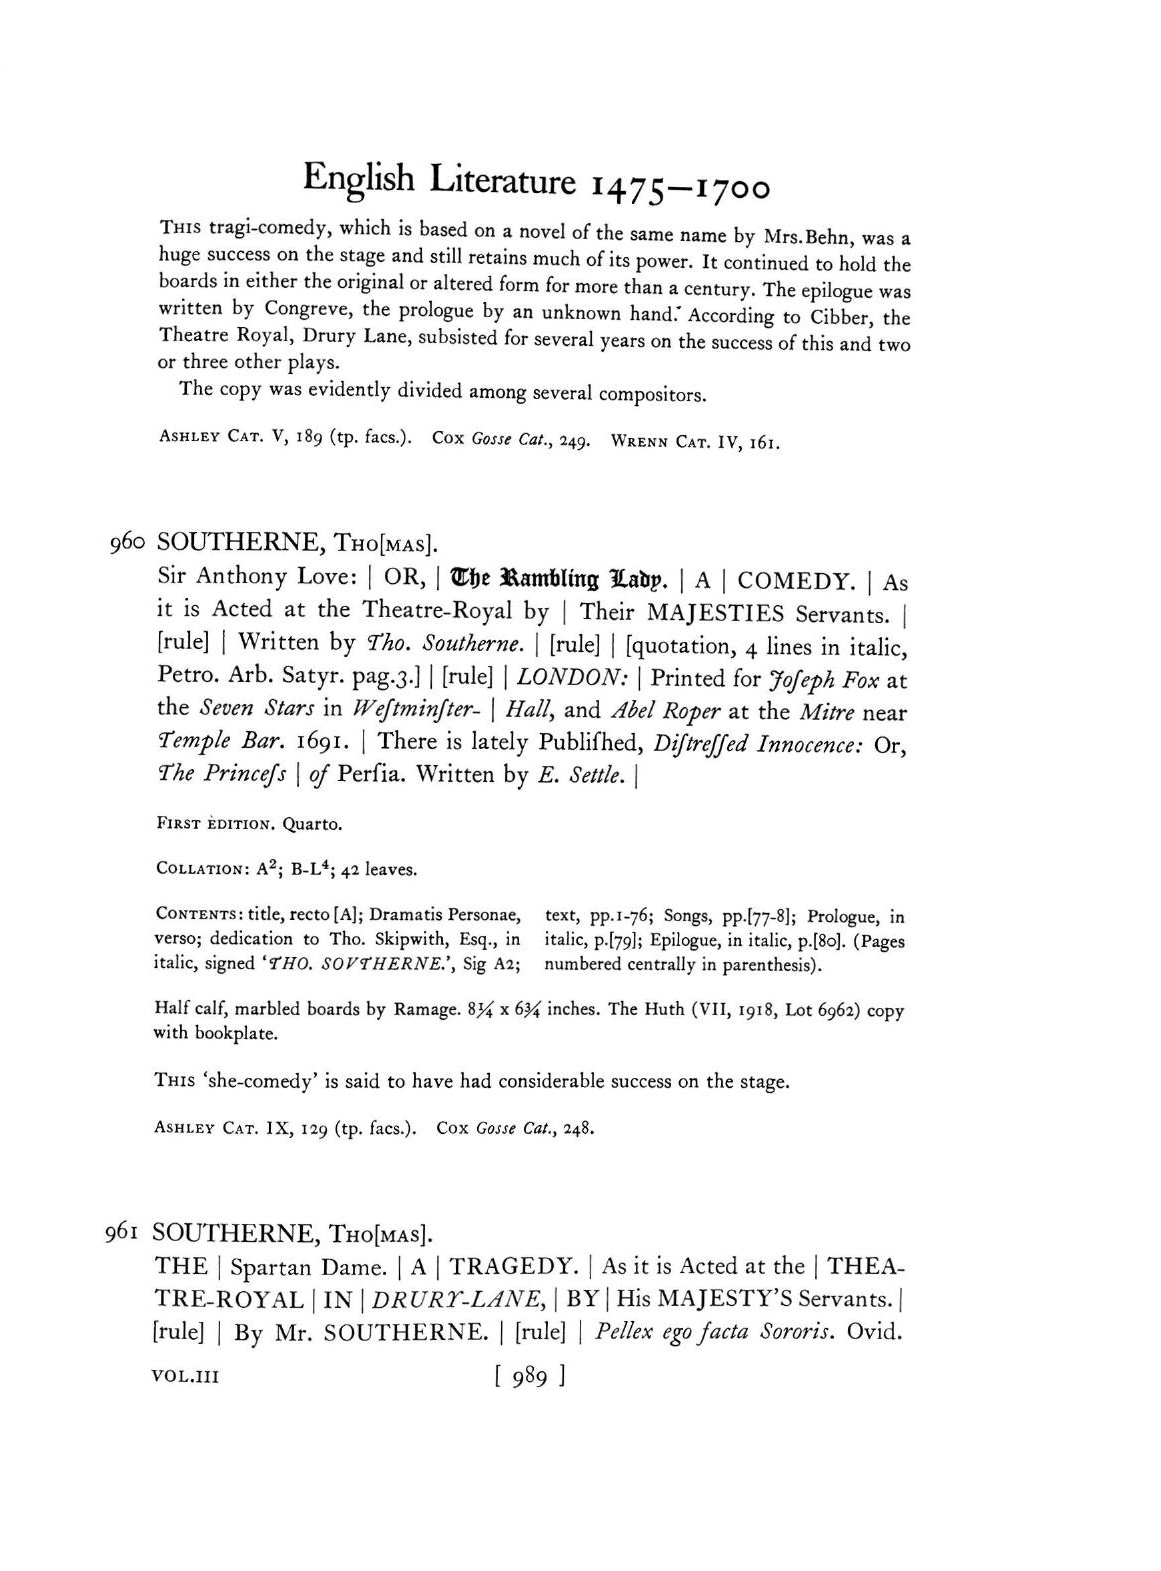 English Literature 1475–1700
THIS tragi-comedy, which is based on a novel of the same name by Mrs. Behn, was a
huge success on the stage and still retains much of its power. It continued to hold the
boards in either the original or altered form for more than a century. The epilogue was
written by Congreve, the prologue by an unknown hand. According to Cibber, the
Theatre Royal, Drury Lane, subsisted for several years on the success of this and two
or three other plays.
The copy was evidently divided among several compositors.
ASHLEY CAT. V, 189 (tp. facs.). COX Gosse Cat., 249. WRENN CAT. IV, 161.
960 SOUTHERNE, THO[MAS].
Sir Anthony Love: | OR, | The Rambling Lady. | A | COMEDY. | As
it is Acted at the Theatre-Royal by | Their MAJESTIES Servants. |
[rule] | Written by Tho. Southerne. | [rule] | [quotation, 4 lines in italic,
Petro. Arb. Satyr. pag.3.] | [rule] | LONDON: | Printed for Joſeph Fox at
the Seven Stars in Weſtminſter- | Hall, and Abel Roper at the Mitre near
Temple Bar. 1691. | There is lately Publiſhed, Diſtreſſed Innocence: Or,
The Princeſs | of Perſia. Written by E. Settle. |
FIRST EDITION. Quarto.
COLLATION: A²; B-L⁴; 42 leaves.
CONTENTS: title, recto [A]; Dramatis Personae,
verso; dedication to Tho. Skipwith, Esq., in
italic, signed ‘THO. SOVTHERNE.’, Sig A2;
text, pp.1-76; Songs, pp.[77-8]; Prologue, in
italic, p.[79]; Epilogue, in italic, p.[80]. (Pages
numbered centrally in parenthesis).
Half calf, marbled boards by Ramage. 8¼ x 6¾ inches. The Huth (VII, 1918, Lot 6962) copy
with bookplate.
THIS ‘she-comedy’ is said to have had considerable success on the stage.
ASHLEY CAT. IX, 129 (tp. facs.). COX Gosse Cat., 248.
961 SOUTHERNE, THO[MAS].
THE | Spartan Dame. | A | TRAGEDY. | As it is Acted at the | THEA-
TRE-ROYAL | IN | DRURY-LANE, | BY | His MAJESTY'S Servants. |
[rule] | By Mr. SOUTHERNE. | [rule] | Pellex ego facta Sororis. Ovid.
VOL.III [ 989 ]